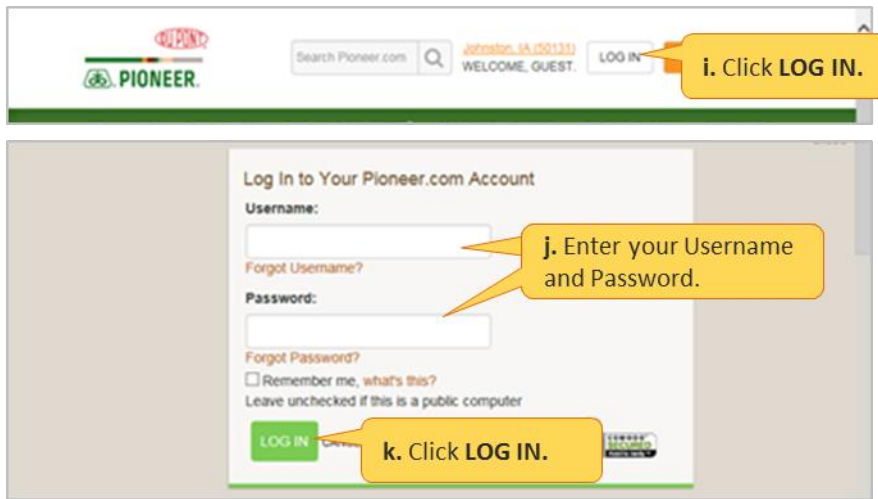 DUPONT
PIONEER.
Search Pioneer.com
Johnston, IA (50131)
WELCOME, GUEST.
LOG IN
i. Click LOG IN.
Log In to Your Pioneer.com Account
Username:
j. Enter your Username
and Password.
Forgot Username?
Password:
Forgot Password?
Remember me, what's this?
Leave unchecked if this is a public computer
LOG IN
k. Click LOG IN.
SECURED